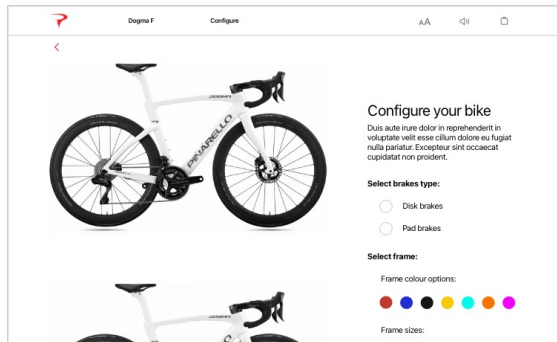 Dogma F
Configure
AA
Configure your bike
Duis aute irure dolor in reprehenderit in
voluptate velit esse cillum dolore eu fugiat
nulla pariatur. Excepteur sint occaecat
cupidatat non proident.
Select brakes type:
Disk brakes
Pad brakes
Select frame:
Frame colour options:
Frame sizes:
DOGMA
PINARELLO